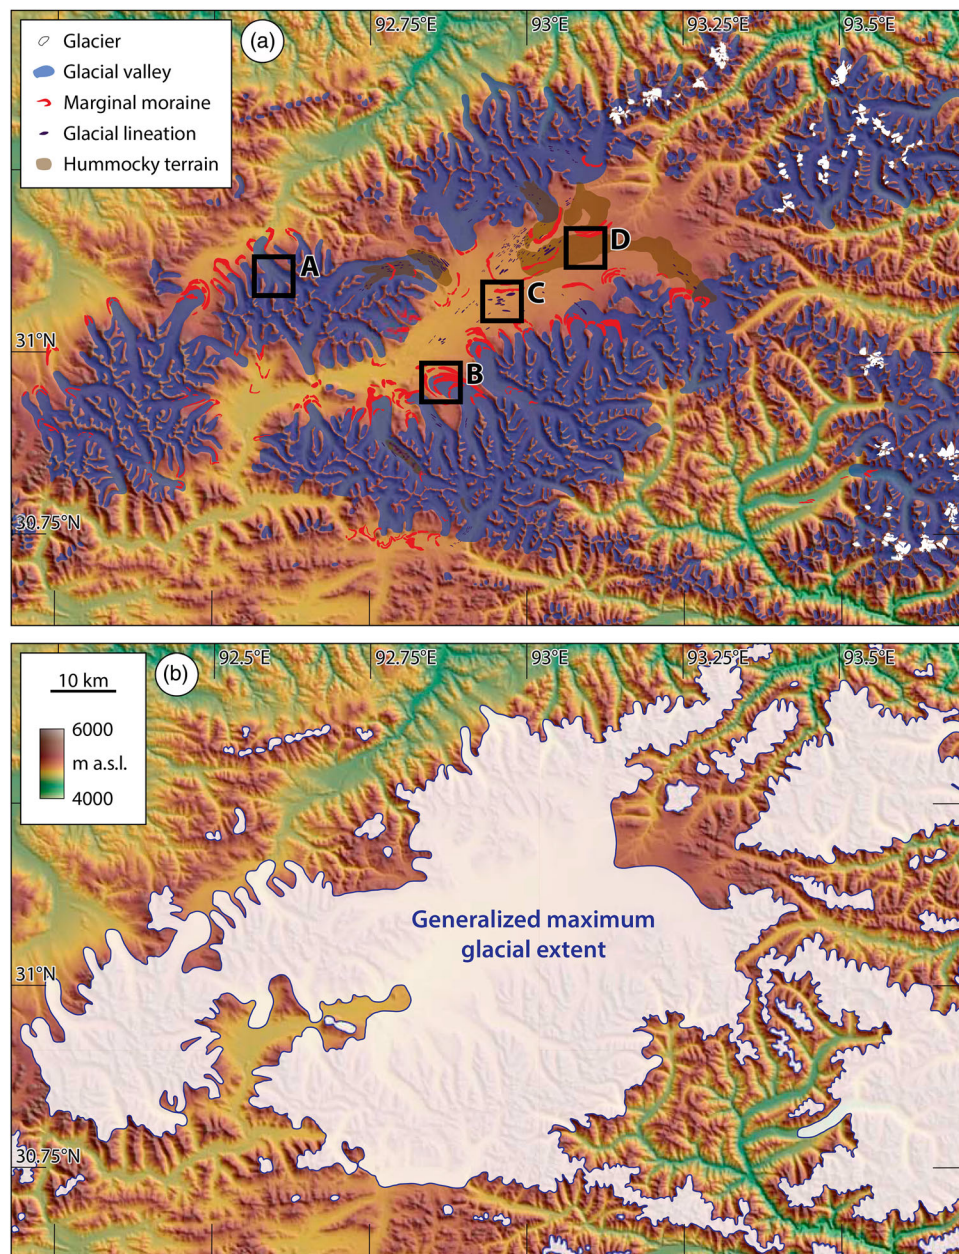 92.75°E
93°E
93.25°E
93.5°E
(a)
Glacier
Glacial valley
Marginal moraine
Glacial lineation
Hummocky terrain
A
D
C
B
31°N
30.75°N
92.5°E
92.75°E
93°E
93.25°E
93.5°E
(b)
10 km
6000
m a.s.l.
4000
Generalized maximum
glacial extent
31°N
30.75°N